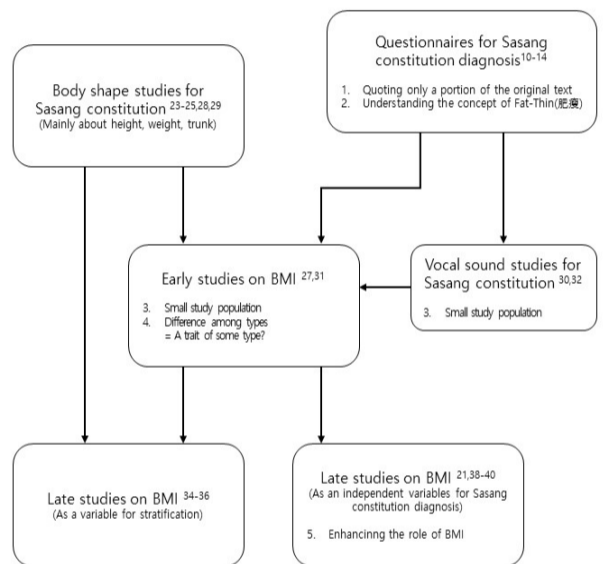 Questionnaires for Sasang
constitution diagnosis10-14
1. Quoting only a portion of the original text
2. Understanding the concept of Fat-Thin(肥瘦)
Body shape studies for
Sasang constitution 23-25,28,29
(Mainly about height, weight, trunk)
Early studies on BMI 27,31
3. Small study population
4. Difference among types
= A trait of some type?
Vocal sound studies for
Sasang constitution 30,32
3. Small study population
Late studies on BMI 34-36
(As a variable for stratification)
Late studies on BMI 21,38-40
(As an independent variables for Sasang
constitution diagnosis)
5. Enhancinng the role of BMI